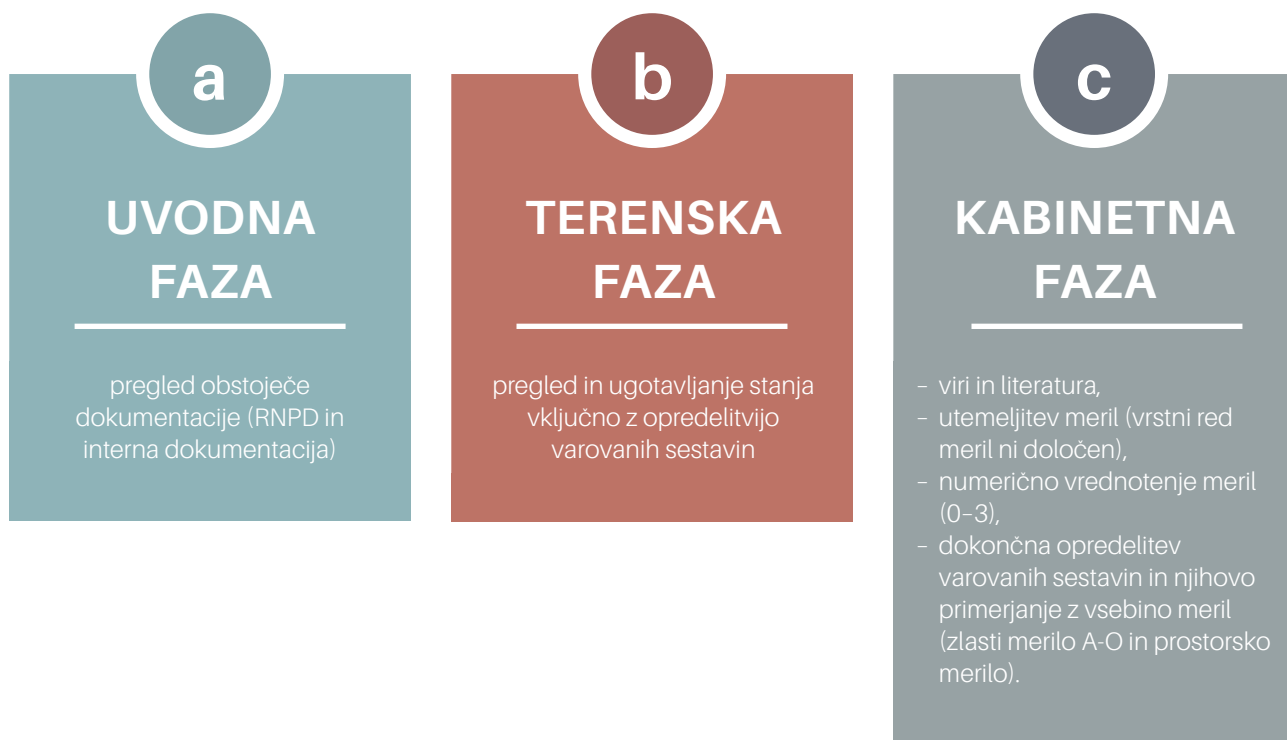 a
UVODNA
FAZA
pregled obstoječe
dokumentacije (RNPD in
interna dokumentacija)
b
TERENSKA
FAZA
pregled in ugotavljanje stanja
vključno z opredelitvijo
varovanih sestavin
c
KABINETNA
FAZA
– viri in literatura,
– utemeljitev meril (vrstni red
meril ni določen),
– numerično vrednotenje meril
(0–3),
– dokončna opredelitev
varovanih sestavin in njihovo
primerjanje z vsebino meril
(zlasti merilo A-O in prostorsko
merilo).